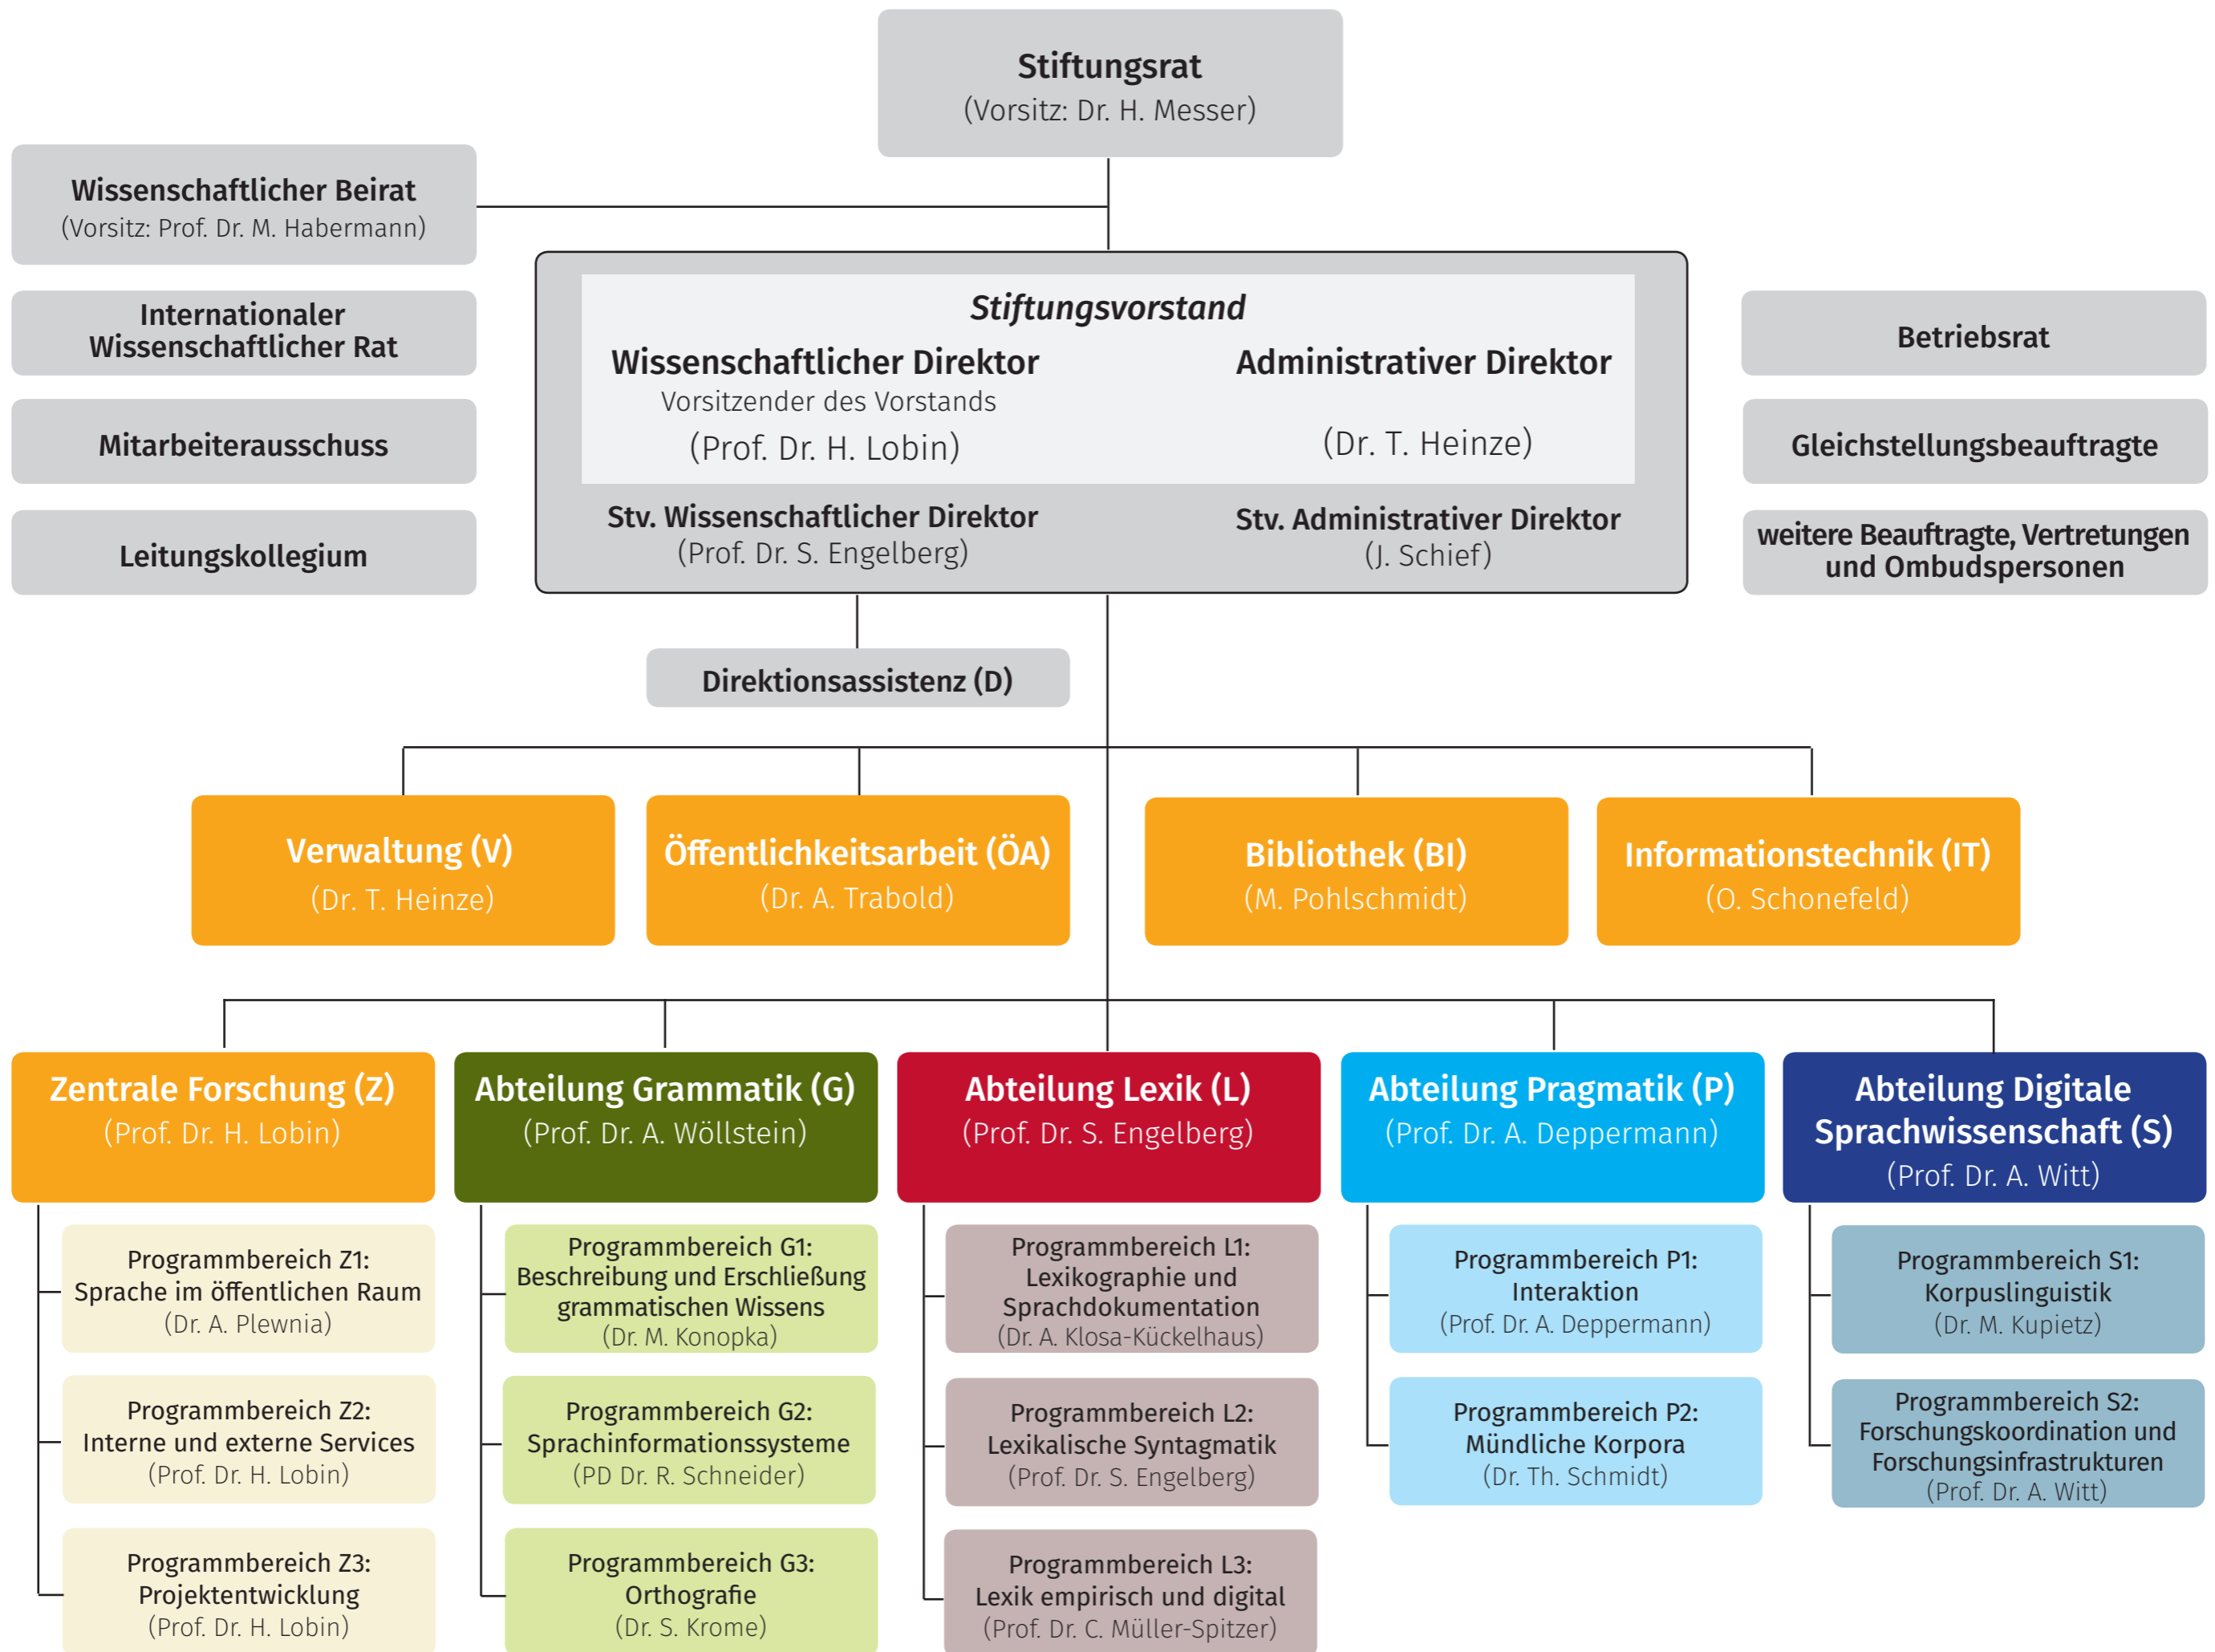 Stiftungsrat
(Vorsitz: Dr. H. Messer)
Wissenschaftlicher Beirat
(Vorsitz: Prof. Dr. M. Habermann)
Internationaler
Wissenschaftlicher Rat
Mitarbeiterausschuss
Leitungskollegium
Stiftungsvorstand
Wissenschaftlicher Direktor
Vorsitzender des Vorstands
(Prof. Dr. H. Lobin)
Administrativer Direktor
(Dr. T. Heinze)
Stv. Wissenschaftlicher Direktor
(Prof. Dr. S. Engelberg)
Stv. Administrativer Direktor
(J. Schief)
Betriebsrat
Gleichstellungsbeauftragte
weitere Beauftragte, Vertretungen
und Ombudspersonen
Direktionsassistenz (D)
Verwaltung (V)
(Dr. T. Heinze)
Öffentlichkeitsarbeit (ÖA)
(Dr. A. Trabold)
Bibliothek (BI)
(M. Pohlschmidt)
Informationstechnik (IT)
(O. Schonefeld)
Zentrale Forschung (Z)
(Prof. Dr. H. Lobin)
Programmbereich Z1:
Sprache im öffentlichen Raum
(Dr. A. Plewnia)
Programmbereich Z2:
Interne und externe Services
(Prof. Dr. H. Lobin)
Programmbereich Z3:
Projektentwicklung
(Prof. Dr. H. Lobin)
Abteilung Grammatik (G)
(Prof. Dr. A. Wöllstein)
Programmbereich G1:
Beschreibung und Erschließung
grammatischen Wissens
(Dr. M. Konopka)
Programmbereich G2:
Sprachinformationssysteme
(PD Dr. R. Schneider)
Programmbereich G3:
Orthografie
(Dr. S. Krome)
Abteilung Lexik (L)
(Prof. Dr. S. Engelberg)
Programmbereich L1:
Lexikographie und
Sprachdokumentation
(Dr. A. Klosa-Kückelhaus)
Programmbereich L2:
Lexikalische Syntagmatik
(Prof. Dr. S. Engelberg)
Programmbereich L3:
Lexik empirisch und digital
(Prof. Dr. C. Müller-Spitzer)
Abteilung Pragmatik (P)
(Prof. Dr. A. Deppermann)
Programmbereich P1:
Interaktion
(Prof. Dr. A. Deppermann)
Programmbereich P2:
Mündliche Korpora
(Dr. Th. Schmidt)
Abteilung Digitale
Sprachwissenschaft (S)
(Prof. Dr. A. Witt)
Programmbereich S1:
Korpuslinguistik
(Dr. M. Kupietz)
Programmbereich S2:
Forschungskoordination und
Forschungsinfrastrukturen
(Prof. Dr. A. Witt)